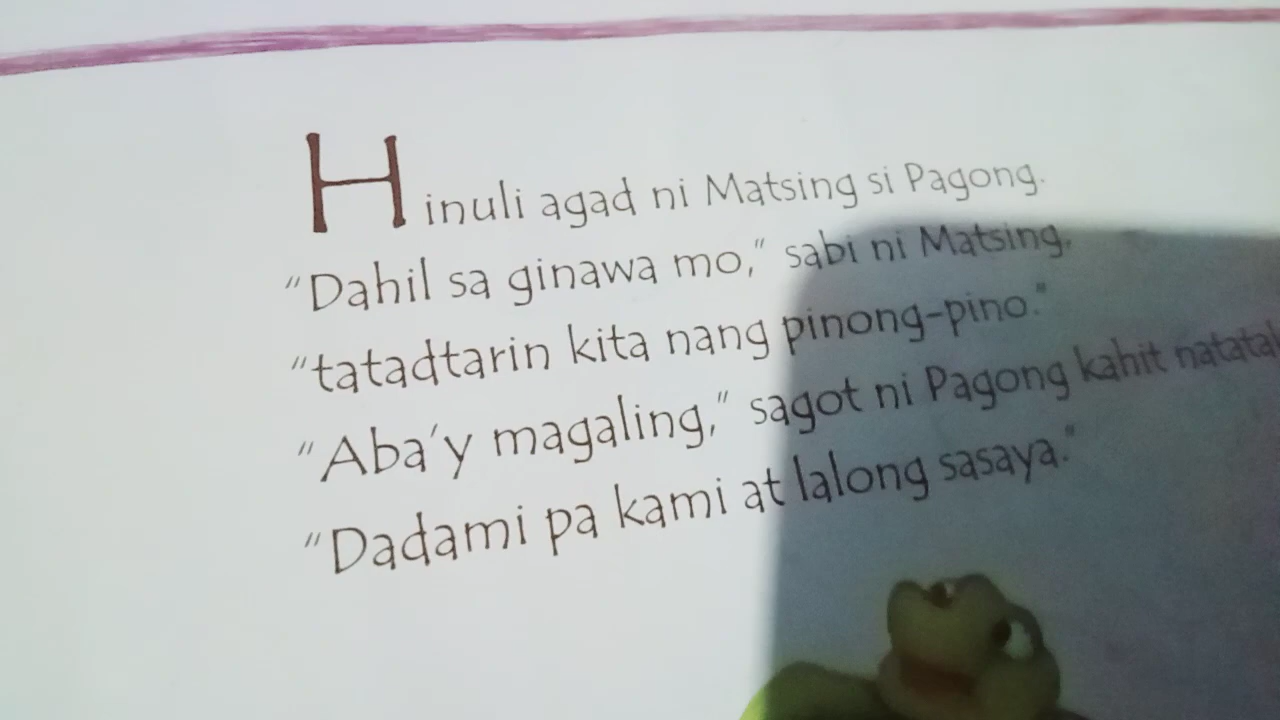 Hinuli agad ni Matsing si Pagong.
“Dahil sa ginawa mo,” sabi ni Matsing.
“tatadtarin kita nang pinong-pino.”
“Aba’y magaling,” sagot ni Pagong kahit
“Dadami pa kami at lalong sasaya.”